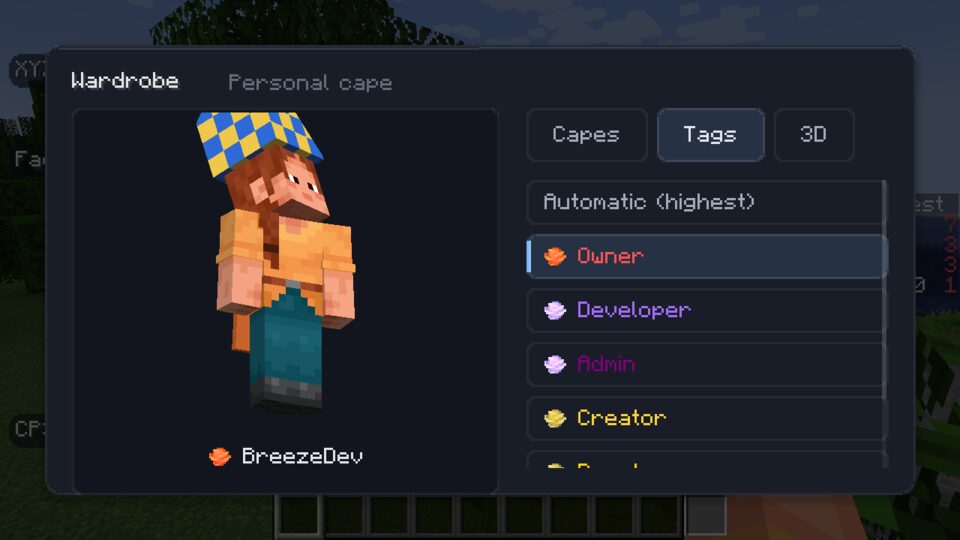 Wardrobe
Personal cape
Capes
Tags
3D
Automatic (highest)
Owner
Developer
Admin
Creator
BreezeDev